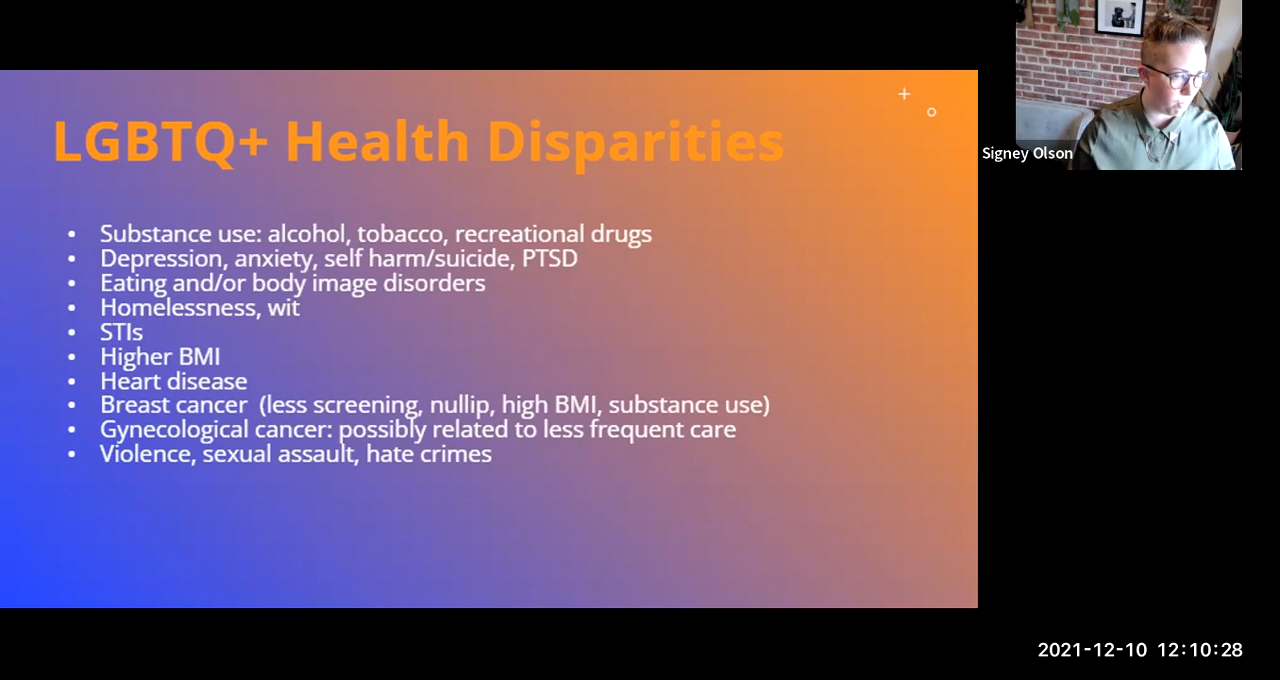 LGBTQ+ Health Disparities
• Substance use: alcohol, tobacco, recreational drugs
• Depression, anxiety, self harm/suicide, PTSD
• Eating and/or body image disorders
• Homelessness, wit
• STIs
• Higher BMI
• Heart disease
• Breast cancer  (less screening, nullip, high BMI, substance use)
• Gynecological cancer: possibly related to less frequent care
• Violence, sexual assault, hate crimes
Signey Olson
2021-12-10 12:10:28